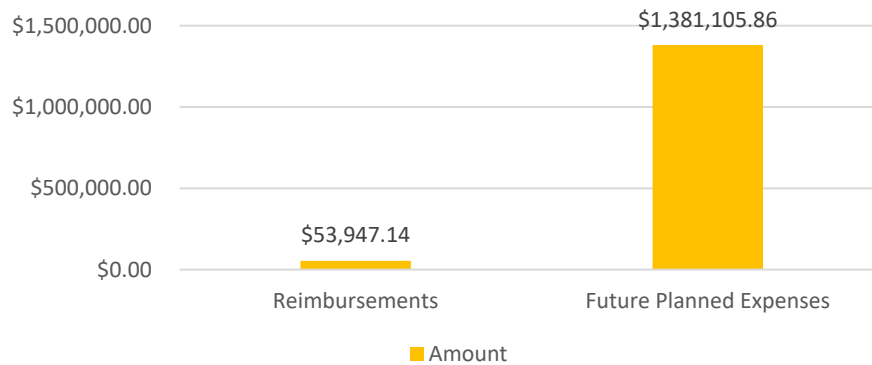 $1,500,000.00
$1,381,105.86
$1,000,000.00
$500,000.00
$53,947.14
$0.00
Reimbursements
Future Planned Expenses
Amount